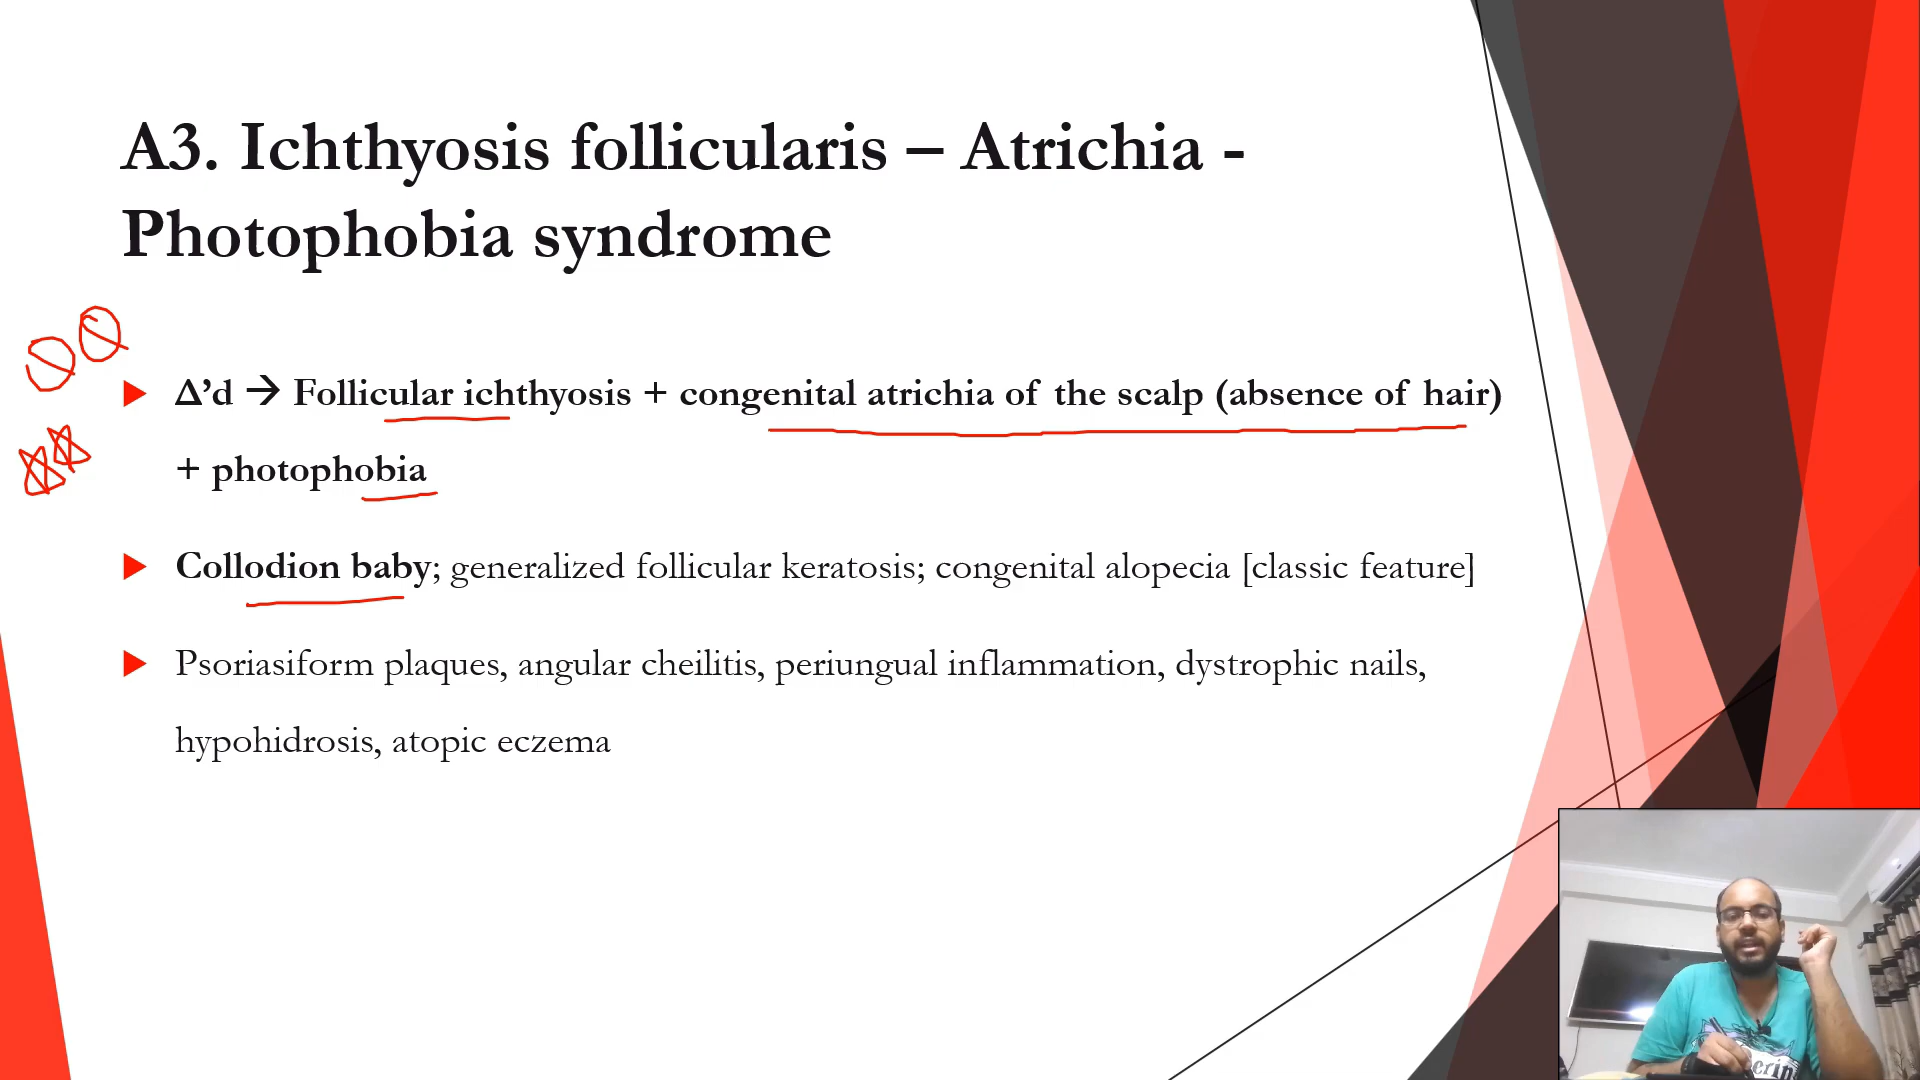 A3. Ichthyosis follicularis – Atrichia -
Photophobia syndrome
Δ’d → Follicular ichthyosis + congenital atrichia of the scalp (absence of hair)
+ photophobia
Collodion baby; generalized follicular keratosis; congenital alopecia [classic feature]
Psoriasiform plaques, angular cheilitis, periungual inflammation, dystrophic nails,
hypohidrosis, atopic eczema